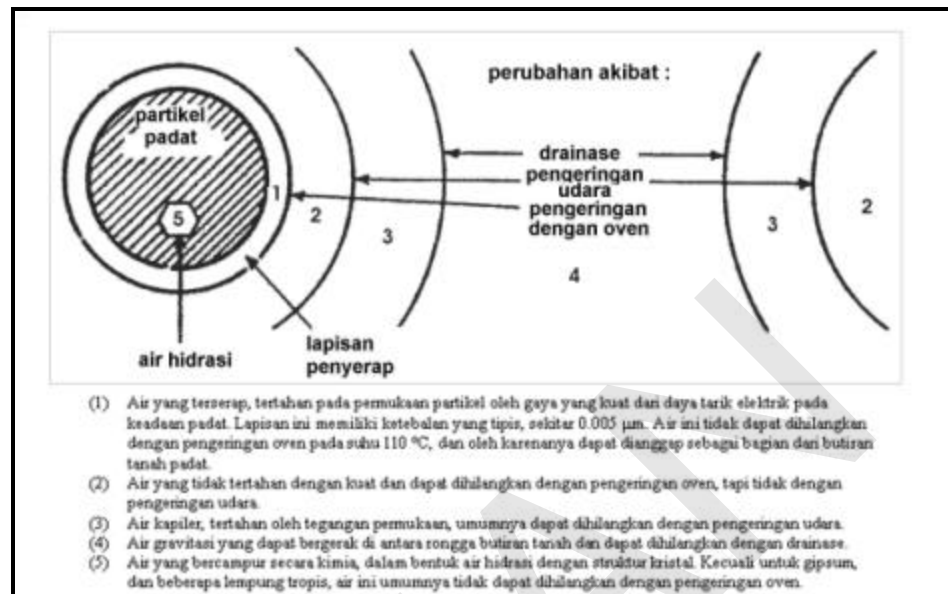 perubahan akibat :
partikel
padat
drainase
pengeringan
udara
pengeringan
dengan oven
1
2
3
4
5
3
2
air hidrasi
lapisan
penyerap
(1) Air yang terserap, tertahan pada permukaan partikel oleh gaya yang kuat dari daya tarik elektrik pada
keadaan padat. Lapisan ini memiliki ketebalan yang tipis, sekitar 0.005 μm. Air ini tidak dapat dihilangkan
dengan pengeringan oven pada suhu 110 ºC, dan oleh karenanya dapat dianggap sebagai bagian dari butiran
tanah padat.
(2) Air yang tidak tertahan dengan kuat dan dapat dihilangkan dengan pengeringan oven, tapi tidak dengan
pengeringan udara.
(3) Air kapiler, tertahan oleh tegangan permukaan, umumnya dapat dihilangkan dengan pengeringan udara.
(4) Air gravitasi yang dapat bergerak di antara rongga butiran tanah dan dapat dihilangkan dengan drainase.
(5) Air yang bercampur secara kimia, dalam bentuk air hidrasi dengan struktur kristal. Kecuali untuk gipsum,
dan beberapa lempung tropis, air ini umumnya tidak dapat dihilangkan dengan pengeringan oven.